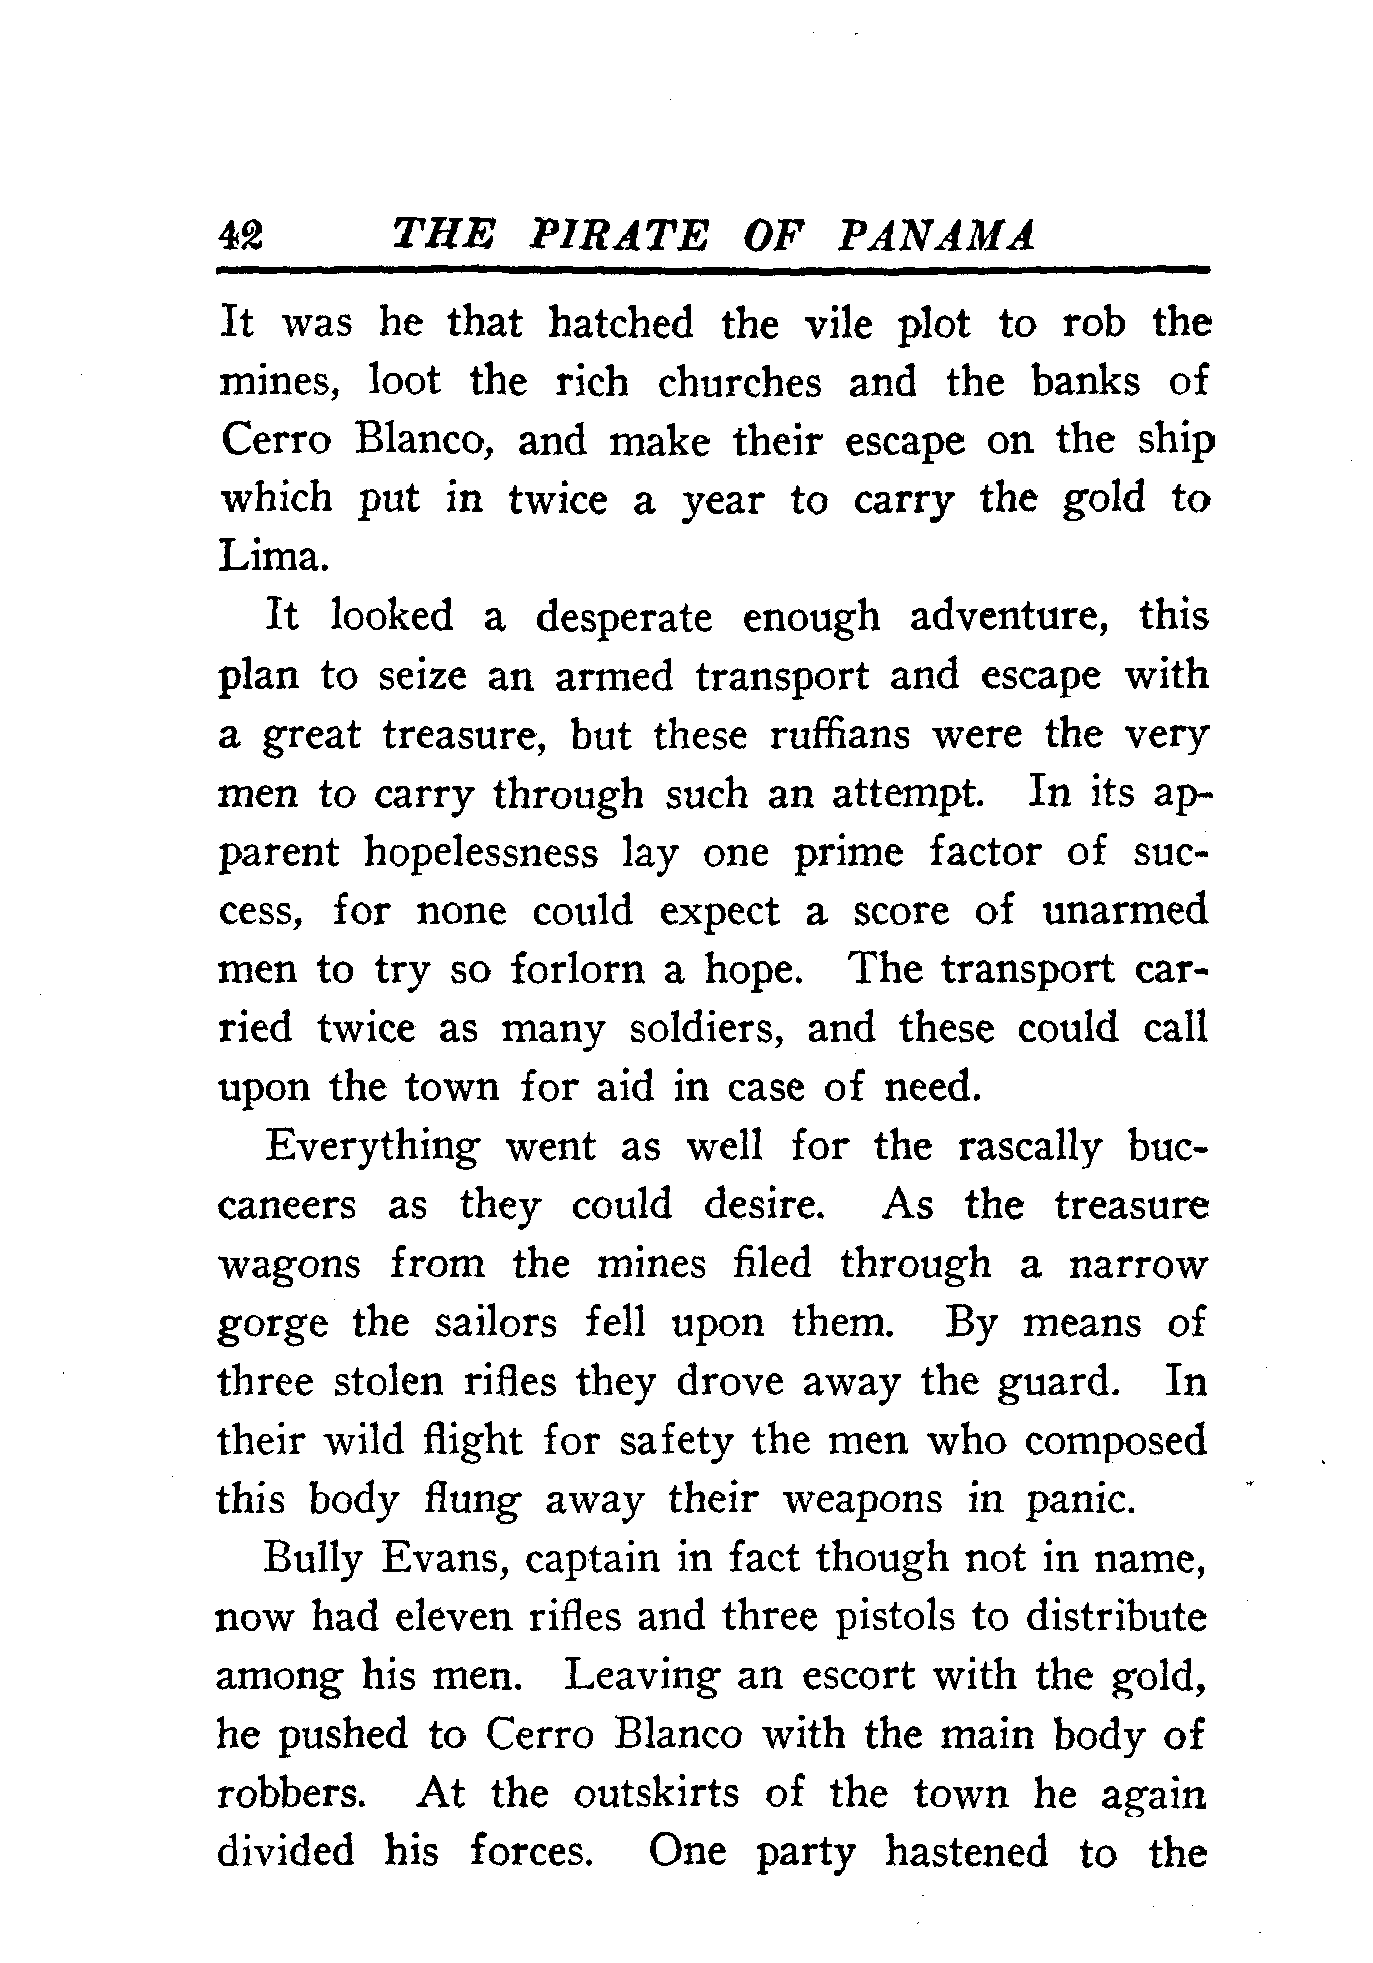 42 THE PIRATE OF PANAMA
It was he that hatched the vile plot to rob the
mines, loot the rich churches and the banks of
Cerro Blanco, and make their escape on the ship
which put in twice a year to carry the gold to
Lima.
It looked a desperate enough adventure, this
plan to seize an armed transport and escape with
a great treasure, but these ruffians were the very
men to carry through such an attempt. In its ap-
parent hopelessness lay one prime factor of suc-
cess, for none could expect a score of unarmed
men to try so forlorn a hope. The transport car-
ried twice as many soldiers, and these could call
upon the town for aid in case of need.
Everything went as well for the rascally buc-
caneers as they could desire. As the treasure
wagons from the mines filed through a narrow
gorge the sailors fell upon them. By means of
three stolen rifles they drove away the guard. In
their wild flight for safety the men who composed
this body flung away their weapons in panic.
Bully Evans, captain in fact though not in name,
now had eleven rifles and three pistols to distribute
among his men. Leaving an escort with the gold,
he pushed to Cerro Blanco with the main body of
robbers. At the outskirts of the town he again
divided his forces. One party hastened to the